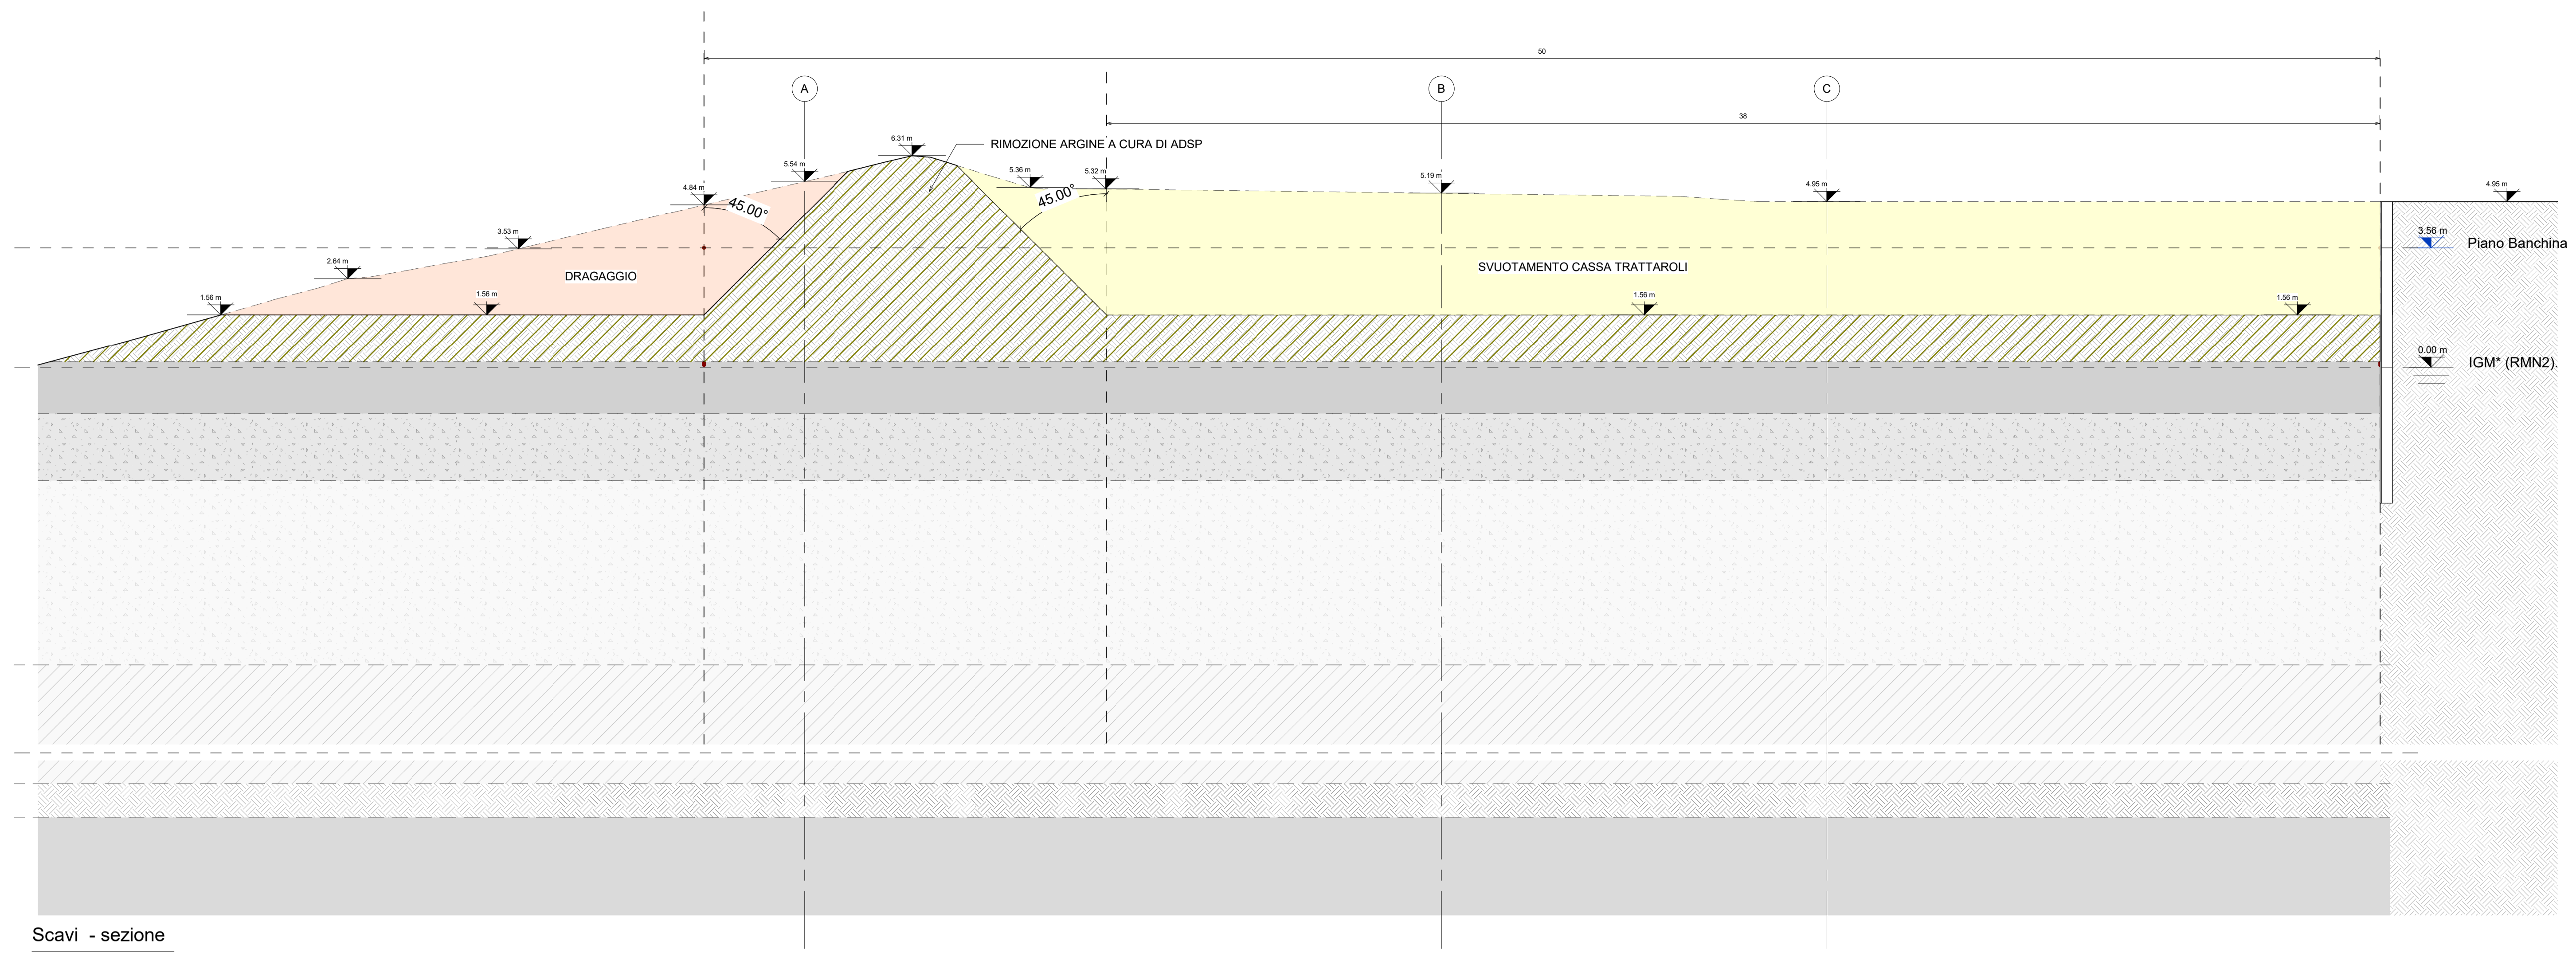 50
A
B
C
38
6.31 m
RIMOZIONE ARGINE A CURA DI ADSP
5.54 m
5.36 m
5.32 m
5.19 m
4.84 m
4.95 m
4.95 m
45.00°
45.00°
3.53 m
3.56 m
Piano Banchina
2.64 m
DRAGAGGIO
SVUOTAMENTO CASSA TRATTAROLI
1.56 m
1.56 m
1.56 m
1.56 m
0.00 m
IGM* (RMN2).
Scavi - sezione